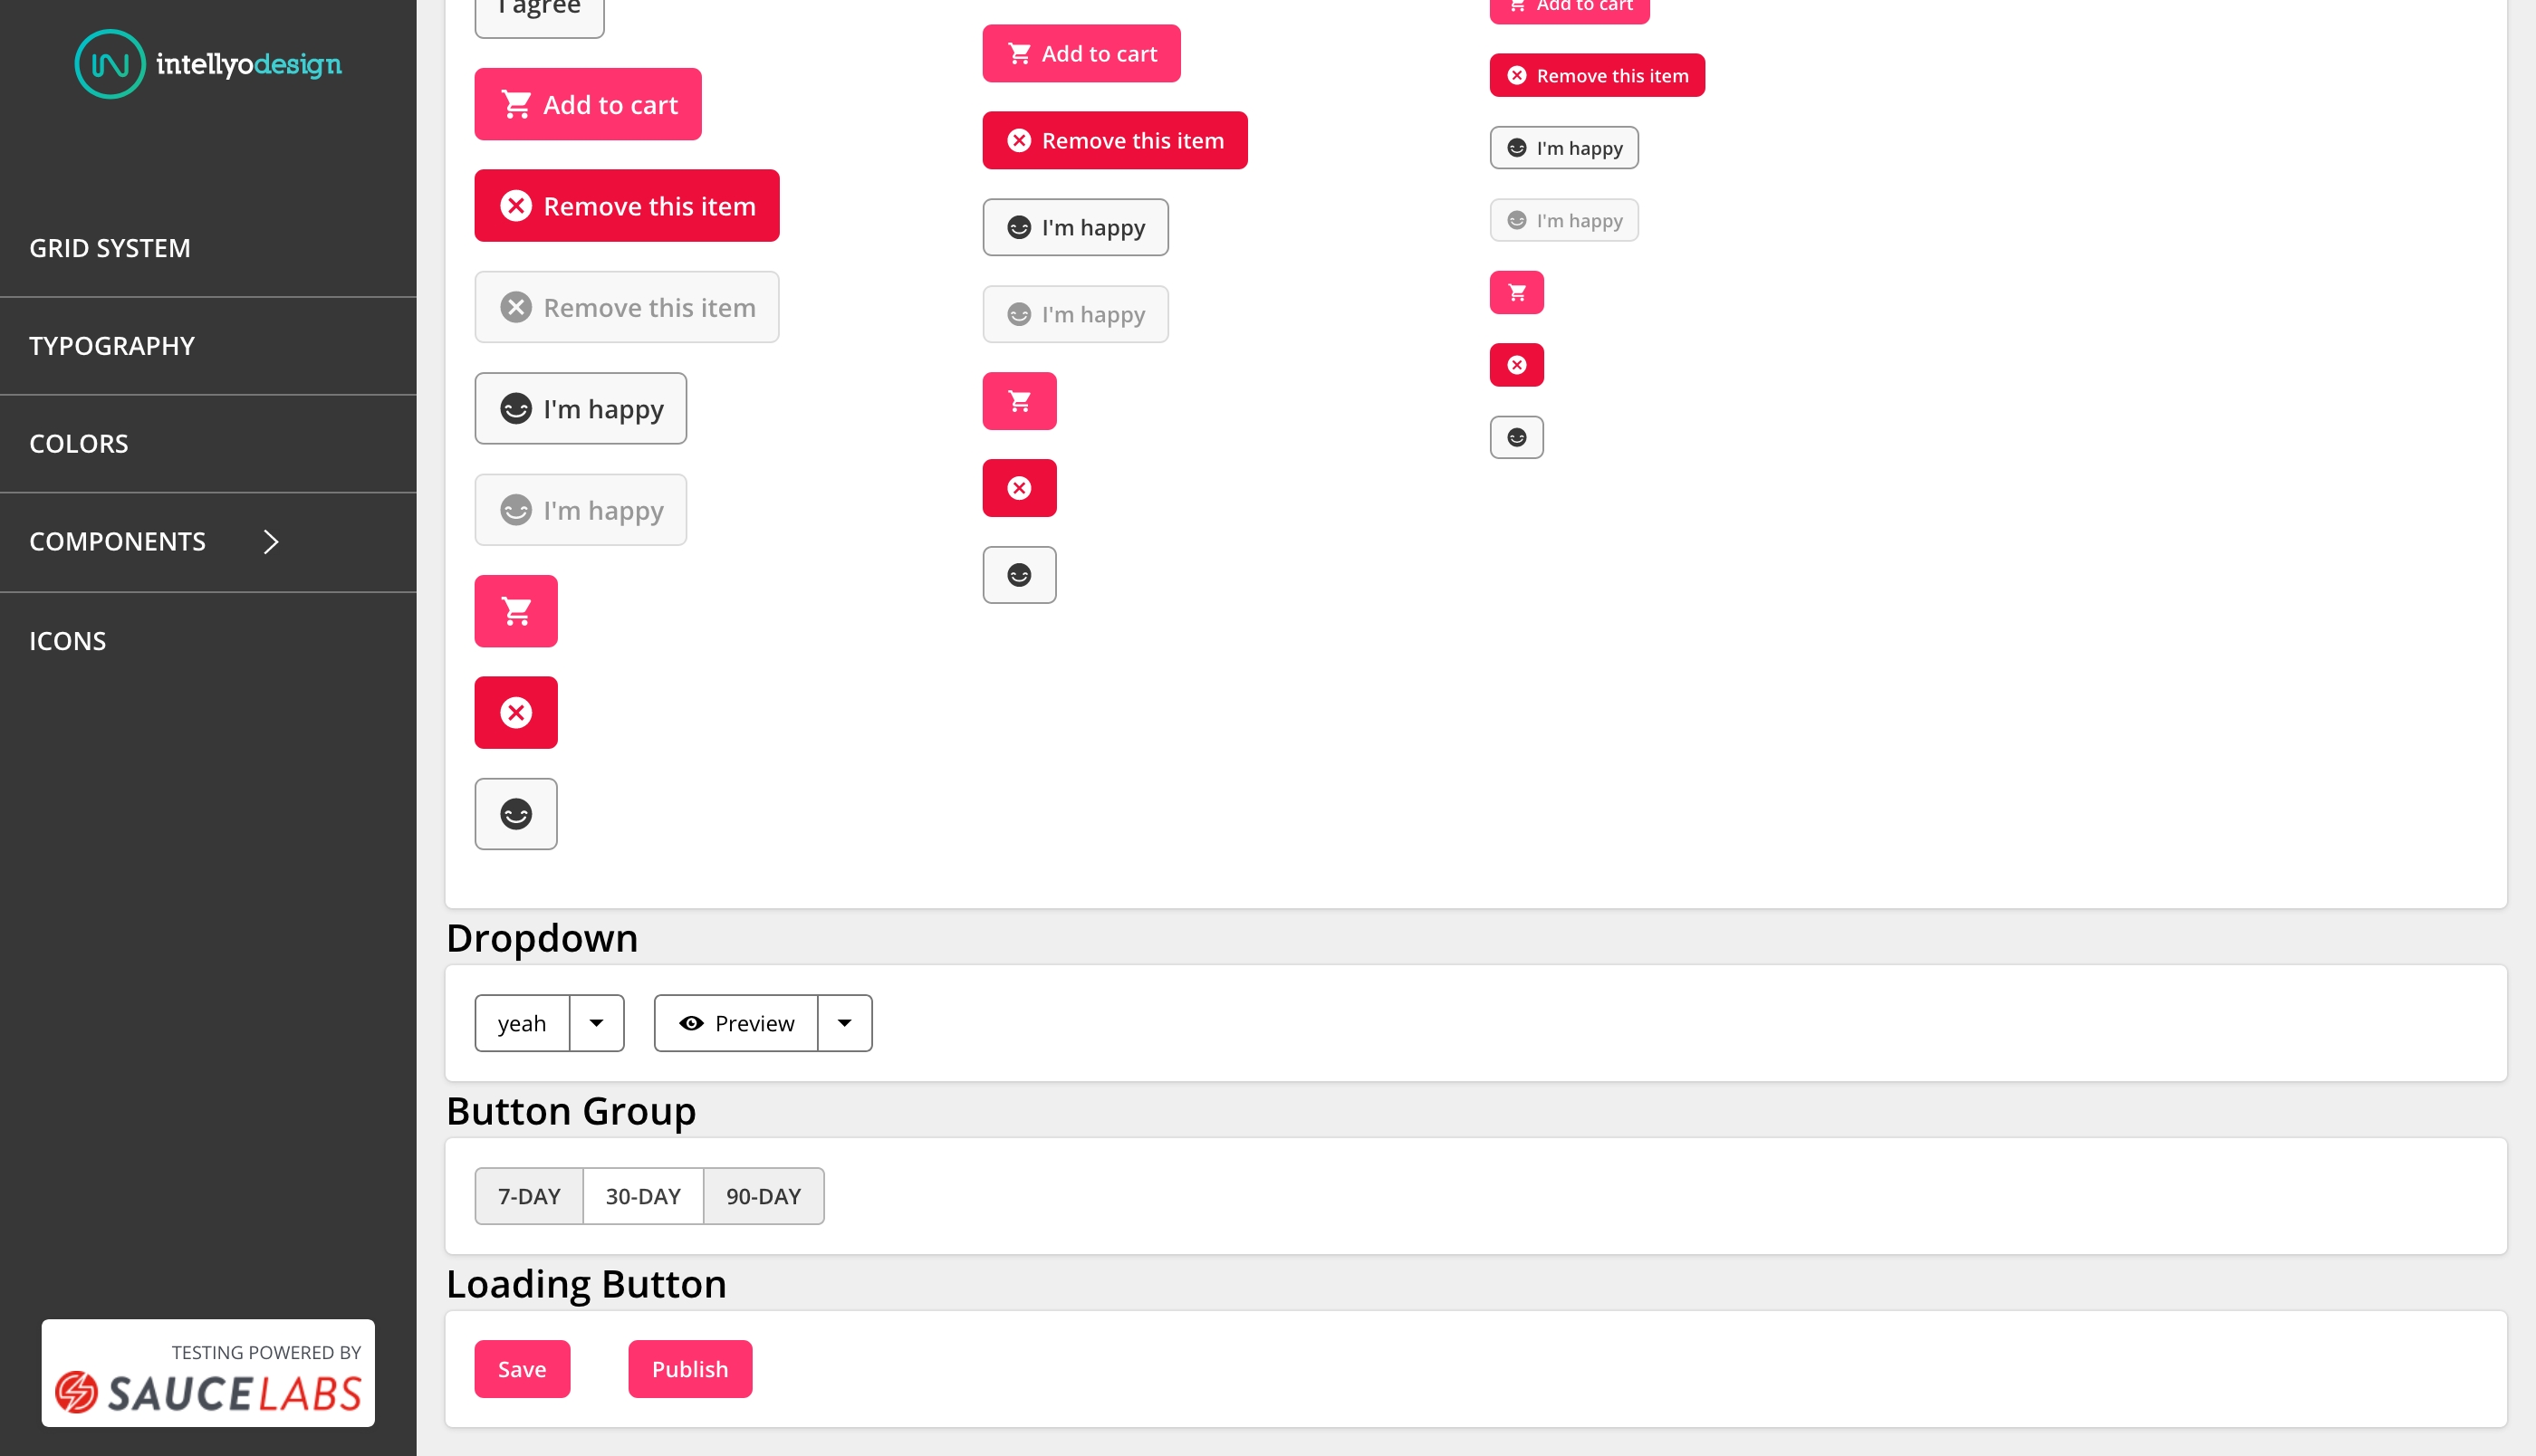 intellyodesign
GRID SYSTEM
TYPOGRAPHY
COLORS
COMPONENTS
ICONS
TESTING POWERED BY
SAUCELABS
I agree
Add to cart
Remove this item
Remove this item
I'm happy
I'm happy
Add to cart
Remove this item
I'm happy
I'm happy
Add to cart
Remove this item
I'm happy
I'm happy
Dropdown
yeah
Preview
Button Group
7-DAY 30-DAY 90-DAY
Loading Button
Save Publish